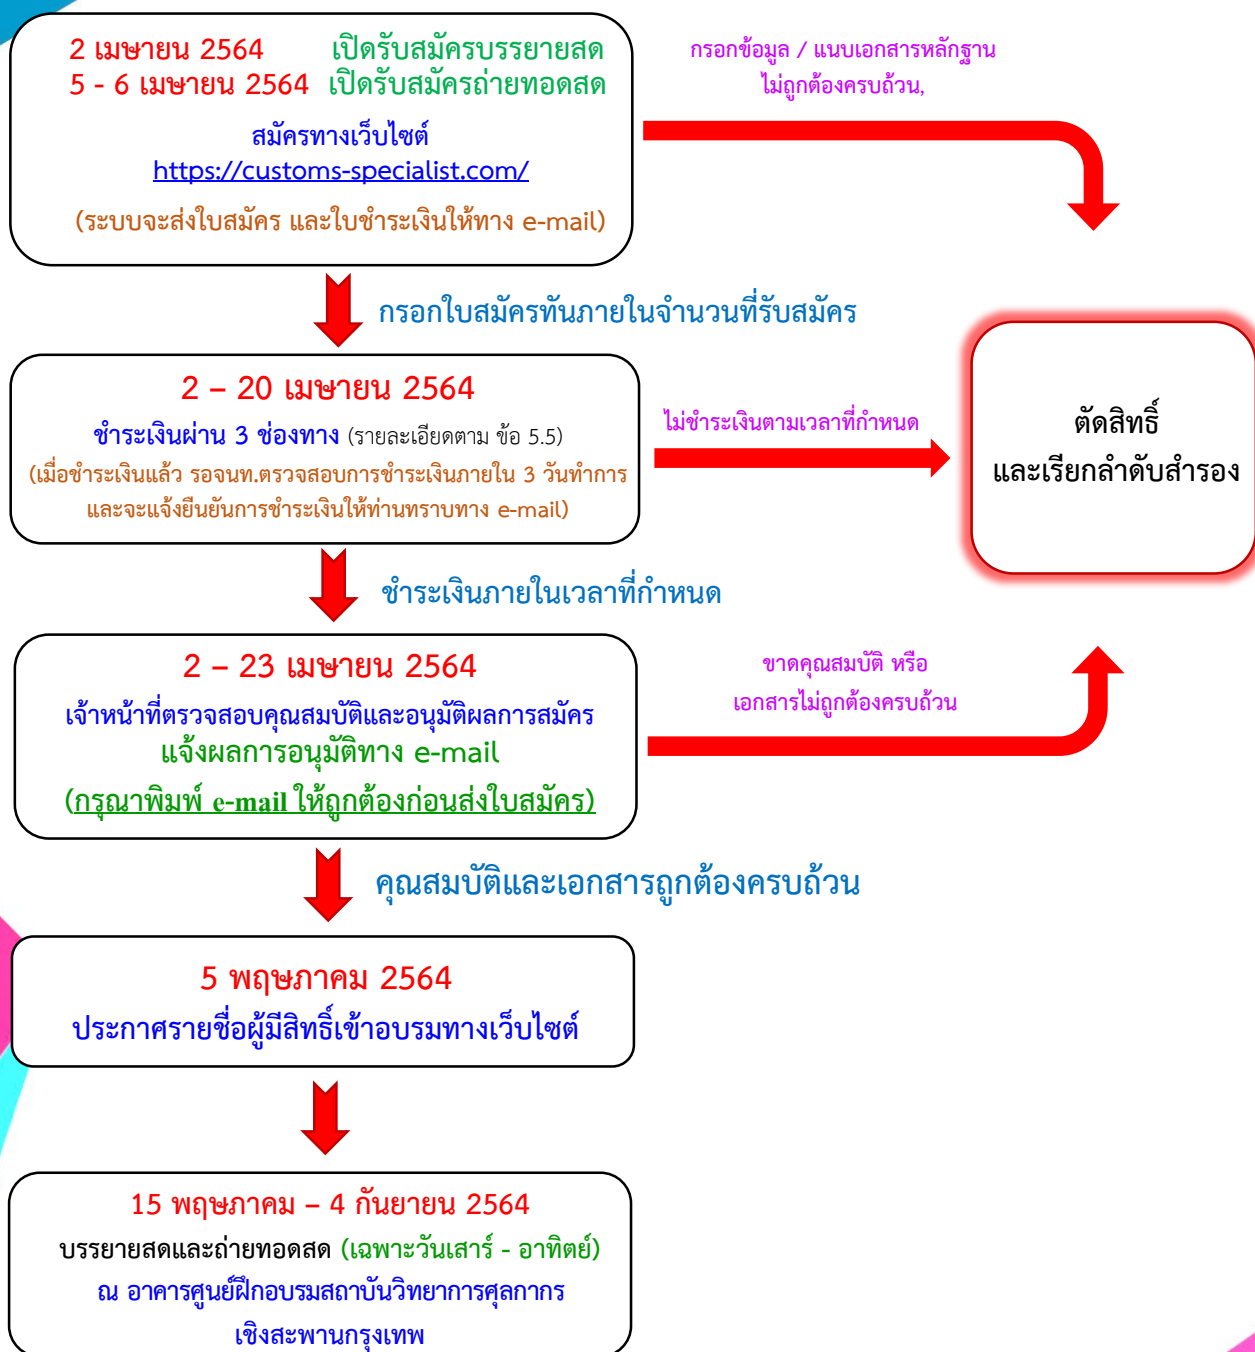 2 เมษายน 2564 เปิดรับสมัครบรรยายสด
5 - 6 เมษายน 2564 เปิดรับสมัครถ่ายทอดสด
สมัครทางเว็บไซต์
https://customs-specialist.com/
(ระบบจะส่งใบสมัคร และใบชำระเงินให้ทาง e-mail)
กรอกข้อมูล / แนบเอกสารหลักฐาน
ไม่ถูกต้องครบถ้วน,
กรอกใบสมัครทันภายในจำนวนที่รับสมัคร
2 – 20 เมษายน 2564
ชำระเงินผ่าน 3 ช่องทาง (รายละเอียดตาม ข้อ 5.5)
(เมื่อชำระเงินแล้ว รอจนท.ตรวจสอบการชำระเงินภายใน 3 วันทำการ
และจะแจ้งยืนยันการชำระเงินให้ท่านทราบทาง e-mail)
ไม่ชำระเงินตามเวลาที่กำหนด
ตัดสิทธิ์
และเรียกลำดับสำรอง
ชำระเงินภายในเวลาที่กำหนด
2 – 23 เมษายน 2564
เจ้าหน้าที่ตรวจสอบคุณสมบัติและอนุมัติผลการสมัคร
แจ้งผลการอนุมัติทาง e-mail
(กรุณาพิมพ์ e-mail ให้ถูกต้องก่อนส่งใบสมัคร)
ขาดคุณสมบัติ หรือ
เอกสารไม่ถูกต้องครบถ้วน
คุณสมบัติและเอกสารถูกต้องครบถ้วน
5 พฤษภาคม 2564
ประกาศรายชื่อผู้มีสิทธิ์เข้าอบรมทางเว็บไซต์
15 พฤษภาคม – 4 กันยายน 2564
บรรยายสดและถ่ายทอดสด (เฉพาะวันเสาร์ - อาทิตย์)
ณ อาคารศูนย์ฝึกอบรมสถาบันวิทยาการศุลกากร
เชิงสะพานกรุงเทพ